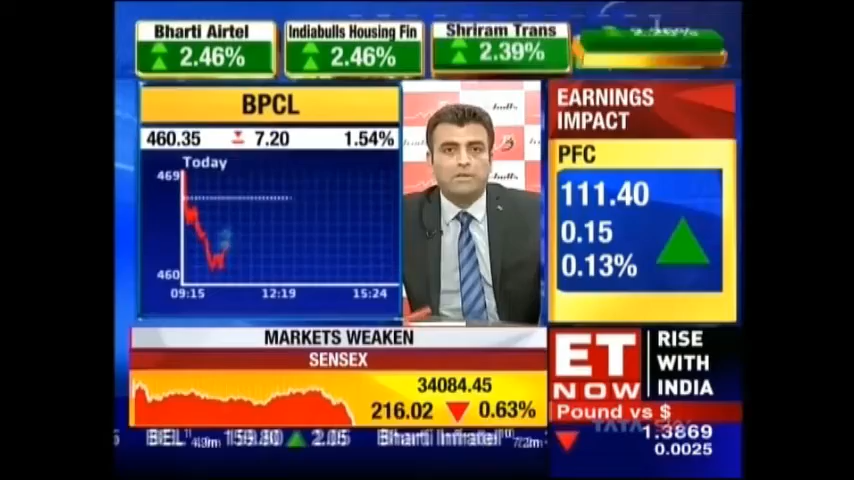 Bharti Airtel
2.46%
Indiabulls Housing Fin
2.46%
Shriram Trans
2.39%
BPCL
460.35 7.20 1.54%
Today
469
460
09:15 12:19 15:24
EARNINGS
IMPACT
PFC
111.40
0.15
0.13%
MARKETS WEAKEN
SENSEX
34084.45
216.02 0.63%
ET
NOW
RISE
WITH
INDIA
Pound vs $
1.3869
0.0025
BEL 159.80 2.05 Bharti Infratel